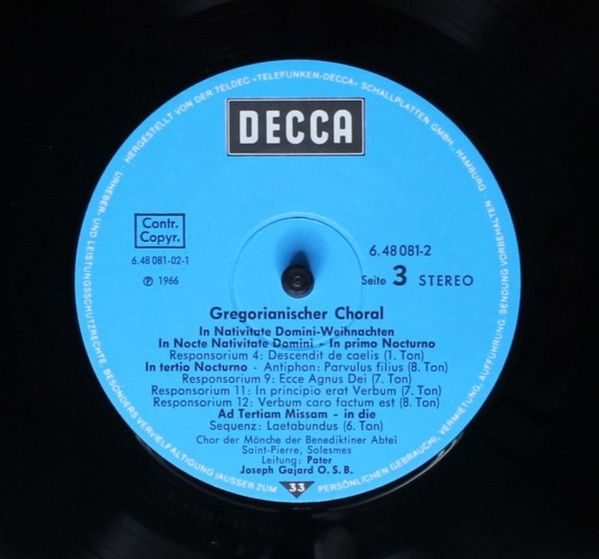 HERGESTELLT VON DER TELDEC »TELEFUNKEN-DECCA« SCHALLPLATTEN GMBH., HAMBURG
URHEBER- UND LEISTUNGSSCHUTZRECHTE, BESONDERS VERVIELFÄLTIGUNG (AUSSER ZUM PERSÖNLICHEN GEBRAUCH), VERMIETUNG, AUFFÜHRUNG, SENDUNG VORBEHALTEN
DECCA
Contr.
Copyr.
6.48 081-02-1
℗ 1966
6.48 081-2
Seite 3 STEREO
Gregorianischer Choral
In Nativitate Domini-Weihnachten
In Nocte Nativitate Domini - In primo Nocturno
Responsorium 4: Descendit de caelis (1. Ton)
In tertio Nocturno - Antiphon: Parvulus filius (8. Ton)
Responsorium 9: Ecce Agnus Dei (7. Ton)
Responsorium 11: In principio erat Verbum (7. Ton)
Responsorium 12: Verbum caro factum est (8. Ton)
Ad Tertiam Missam - in die
Sequenz: Laetabundus (6. Ton)
Chor der Mönche der Benediktiner Abtei
Saint-Pierre, Solesmes
Leitung: Pater
Joseph Gajard O.S.B.
33